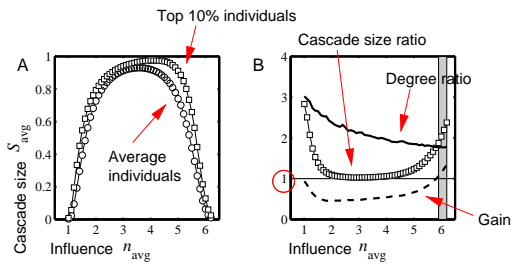 Top 10% individuals
Cascade size ratio
A
B
Degree ratio
Average
individuals
Gain
Cascade size S_avg
1
0.8
0.6
0.4
0.2
0
1 2 3 4 5 6
Influence n_avg
4
3
2
1
0
1 2 3 4 5 6
Influence n_avg